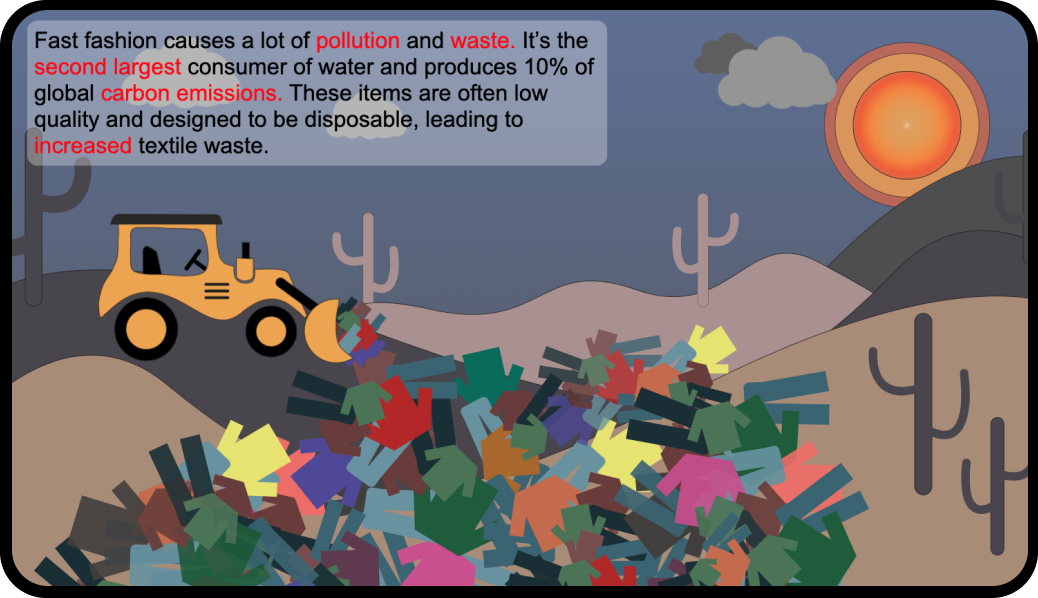 Fast fashion causes a lot of pollution and waste. It’s the
second largest consumer of water and produces 10% of
global carbon emissions. These items are often low
quality and designed to be disposable, leading to
increased textile waste.